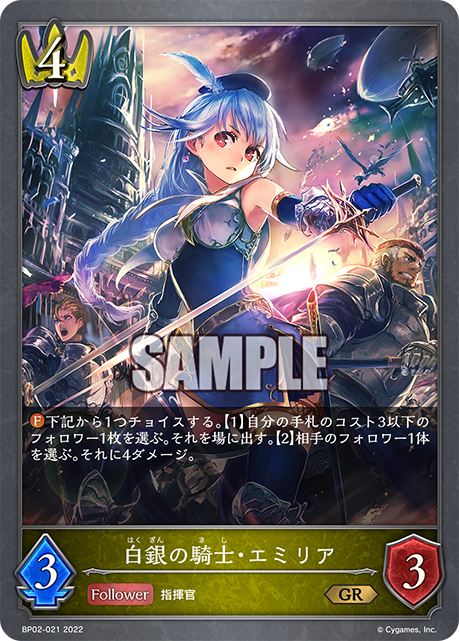 4
SAMPLE
F 下記から1つチョイスする。【1】自分の手札のコスト3以下の
フォロワー1枚を選ぶ。それを場に出す。【2】相手のフォロワー1体
を選ぶ。それに4ダメージ。
はくぎん きし
白銀の騎士・エミリア
3
Follower 指揮官
GR
3
BP02-021 2022
© Cygames, Inc.